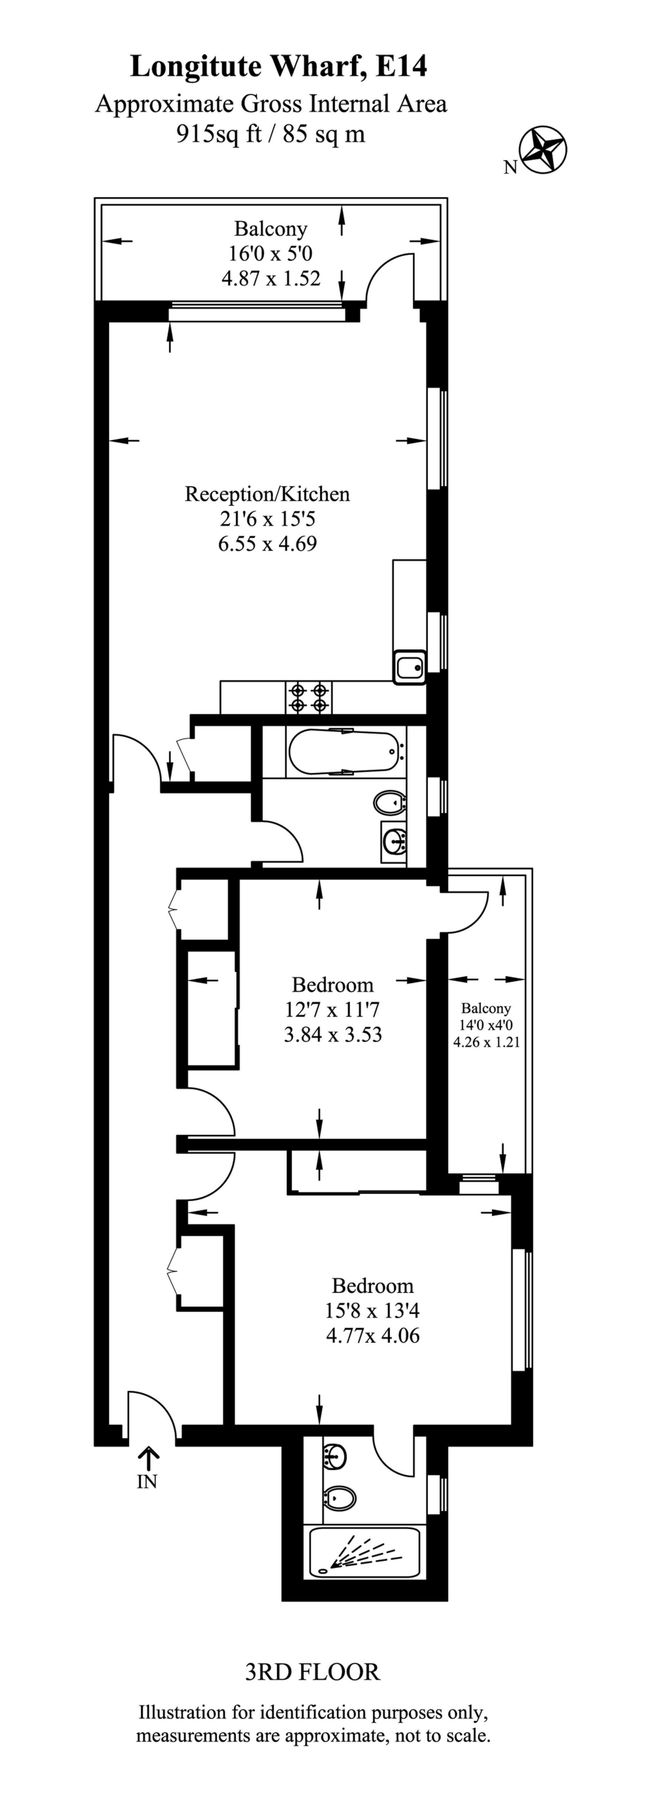 Longitute Wharf, E14
Approximate Gross Internal Area
915sq ft / 85 sq m
N
Balcony
16'0 x 5'0
4.87 x 1.52
Reception/Kitchen
21'6 x 15'5
6.55 x 4.69
Bedroom
12'7 x 11'7
3.84 x 3.53
Balcony
14'0 x4'0
4.26 x 1.21
Bedroom
15'8 x 13'4
4.77x 4.06
IN
3RD FLOOR
Illustration for identification purposes only,
measurements are approximate, not to scale.